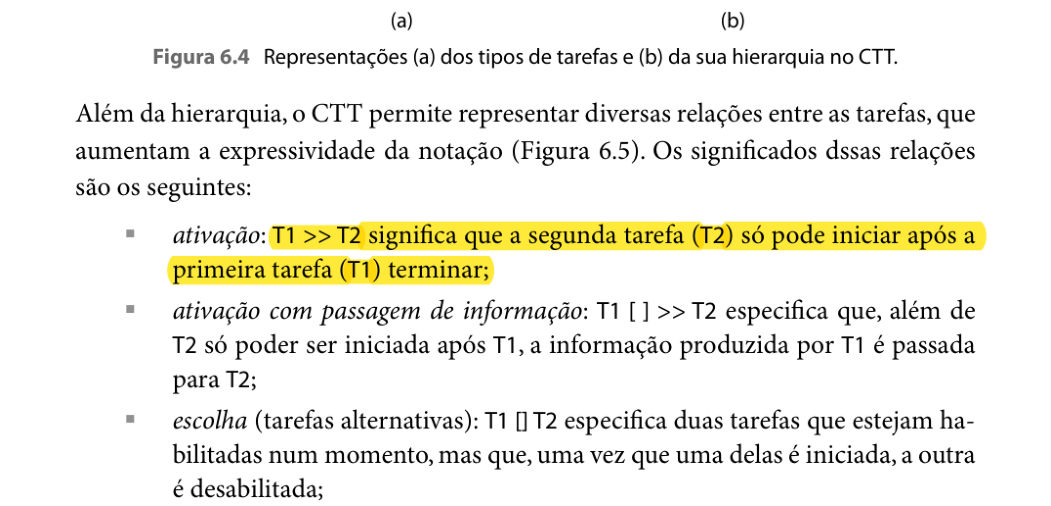 (a) (b)
Figura 6.4 Representações (a) dos tipos de tarefas e (b) da sua hierarquia no CTT.
Além da hierarquia, o CTT permite representar diversas relações entre as tarefas, que
aumentam a expressividade da notação (Figura 6.5). Os significados dssas relações
são os seguintes:
▪ ativação: T1 >> T2 significa que a segunda tarefa (T2) só pode iniciar após a
primeira tarefa (T1) terminar;
▪ ativação com passagem de informação: T1 [ ] >> T2 especifica que, além de
T2 só poder ser iniciada após T1, a informação produzida por T1 é passada
para T2;
▪ escolha (tarefas alternativas): T1 [] T2 especifica duas tarefas que estejam ha-
bilitadas num momento, mas que, uma vez que uma delas é iniciada, a outra
é desabilitada;